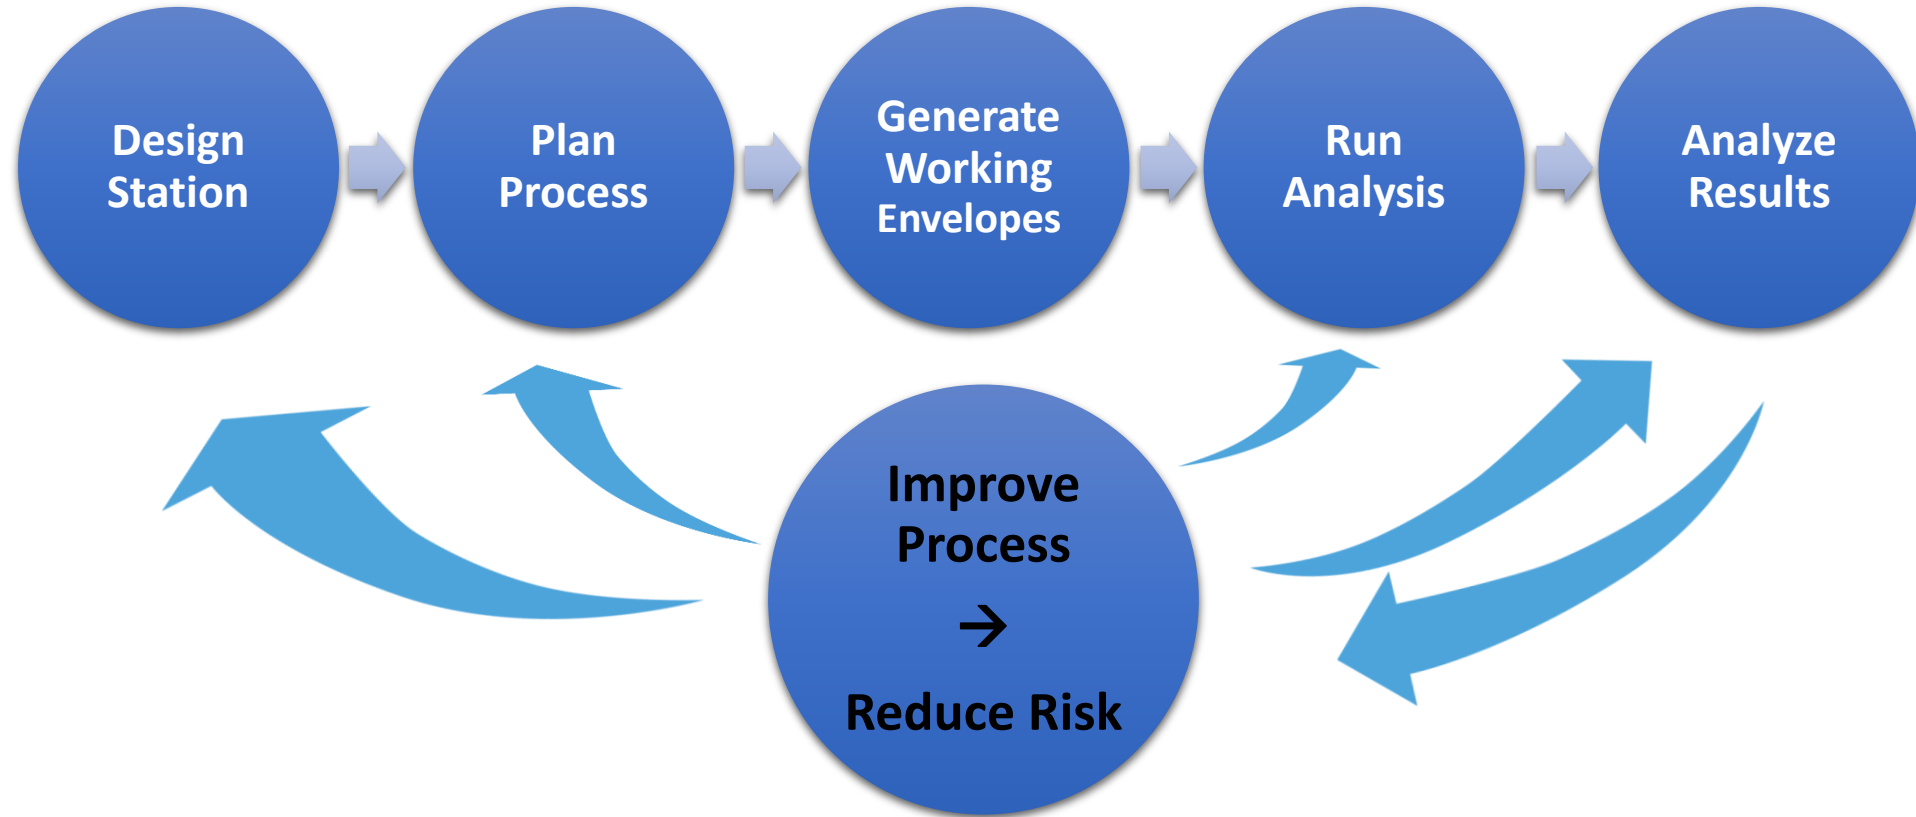 Design
Station
Plan
Process
Generate
Working
Envelopes
Run
Analysis
Analyze
Results
Improve
Process
→
Reduce Risk